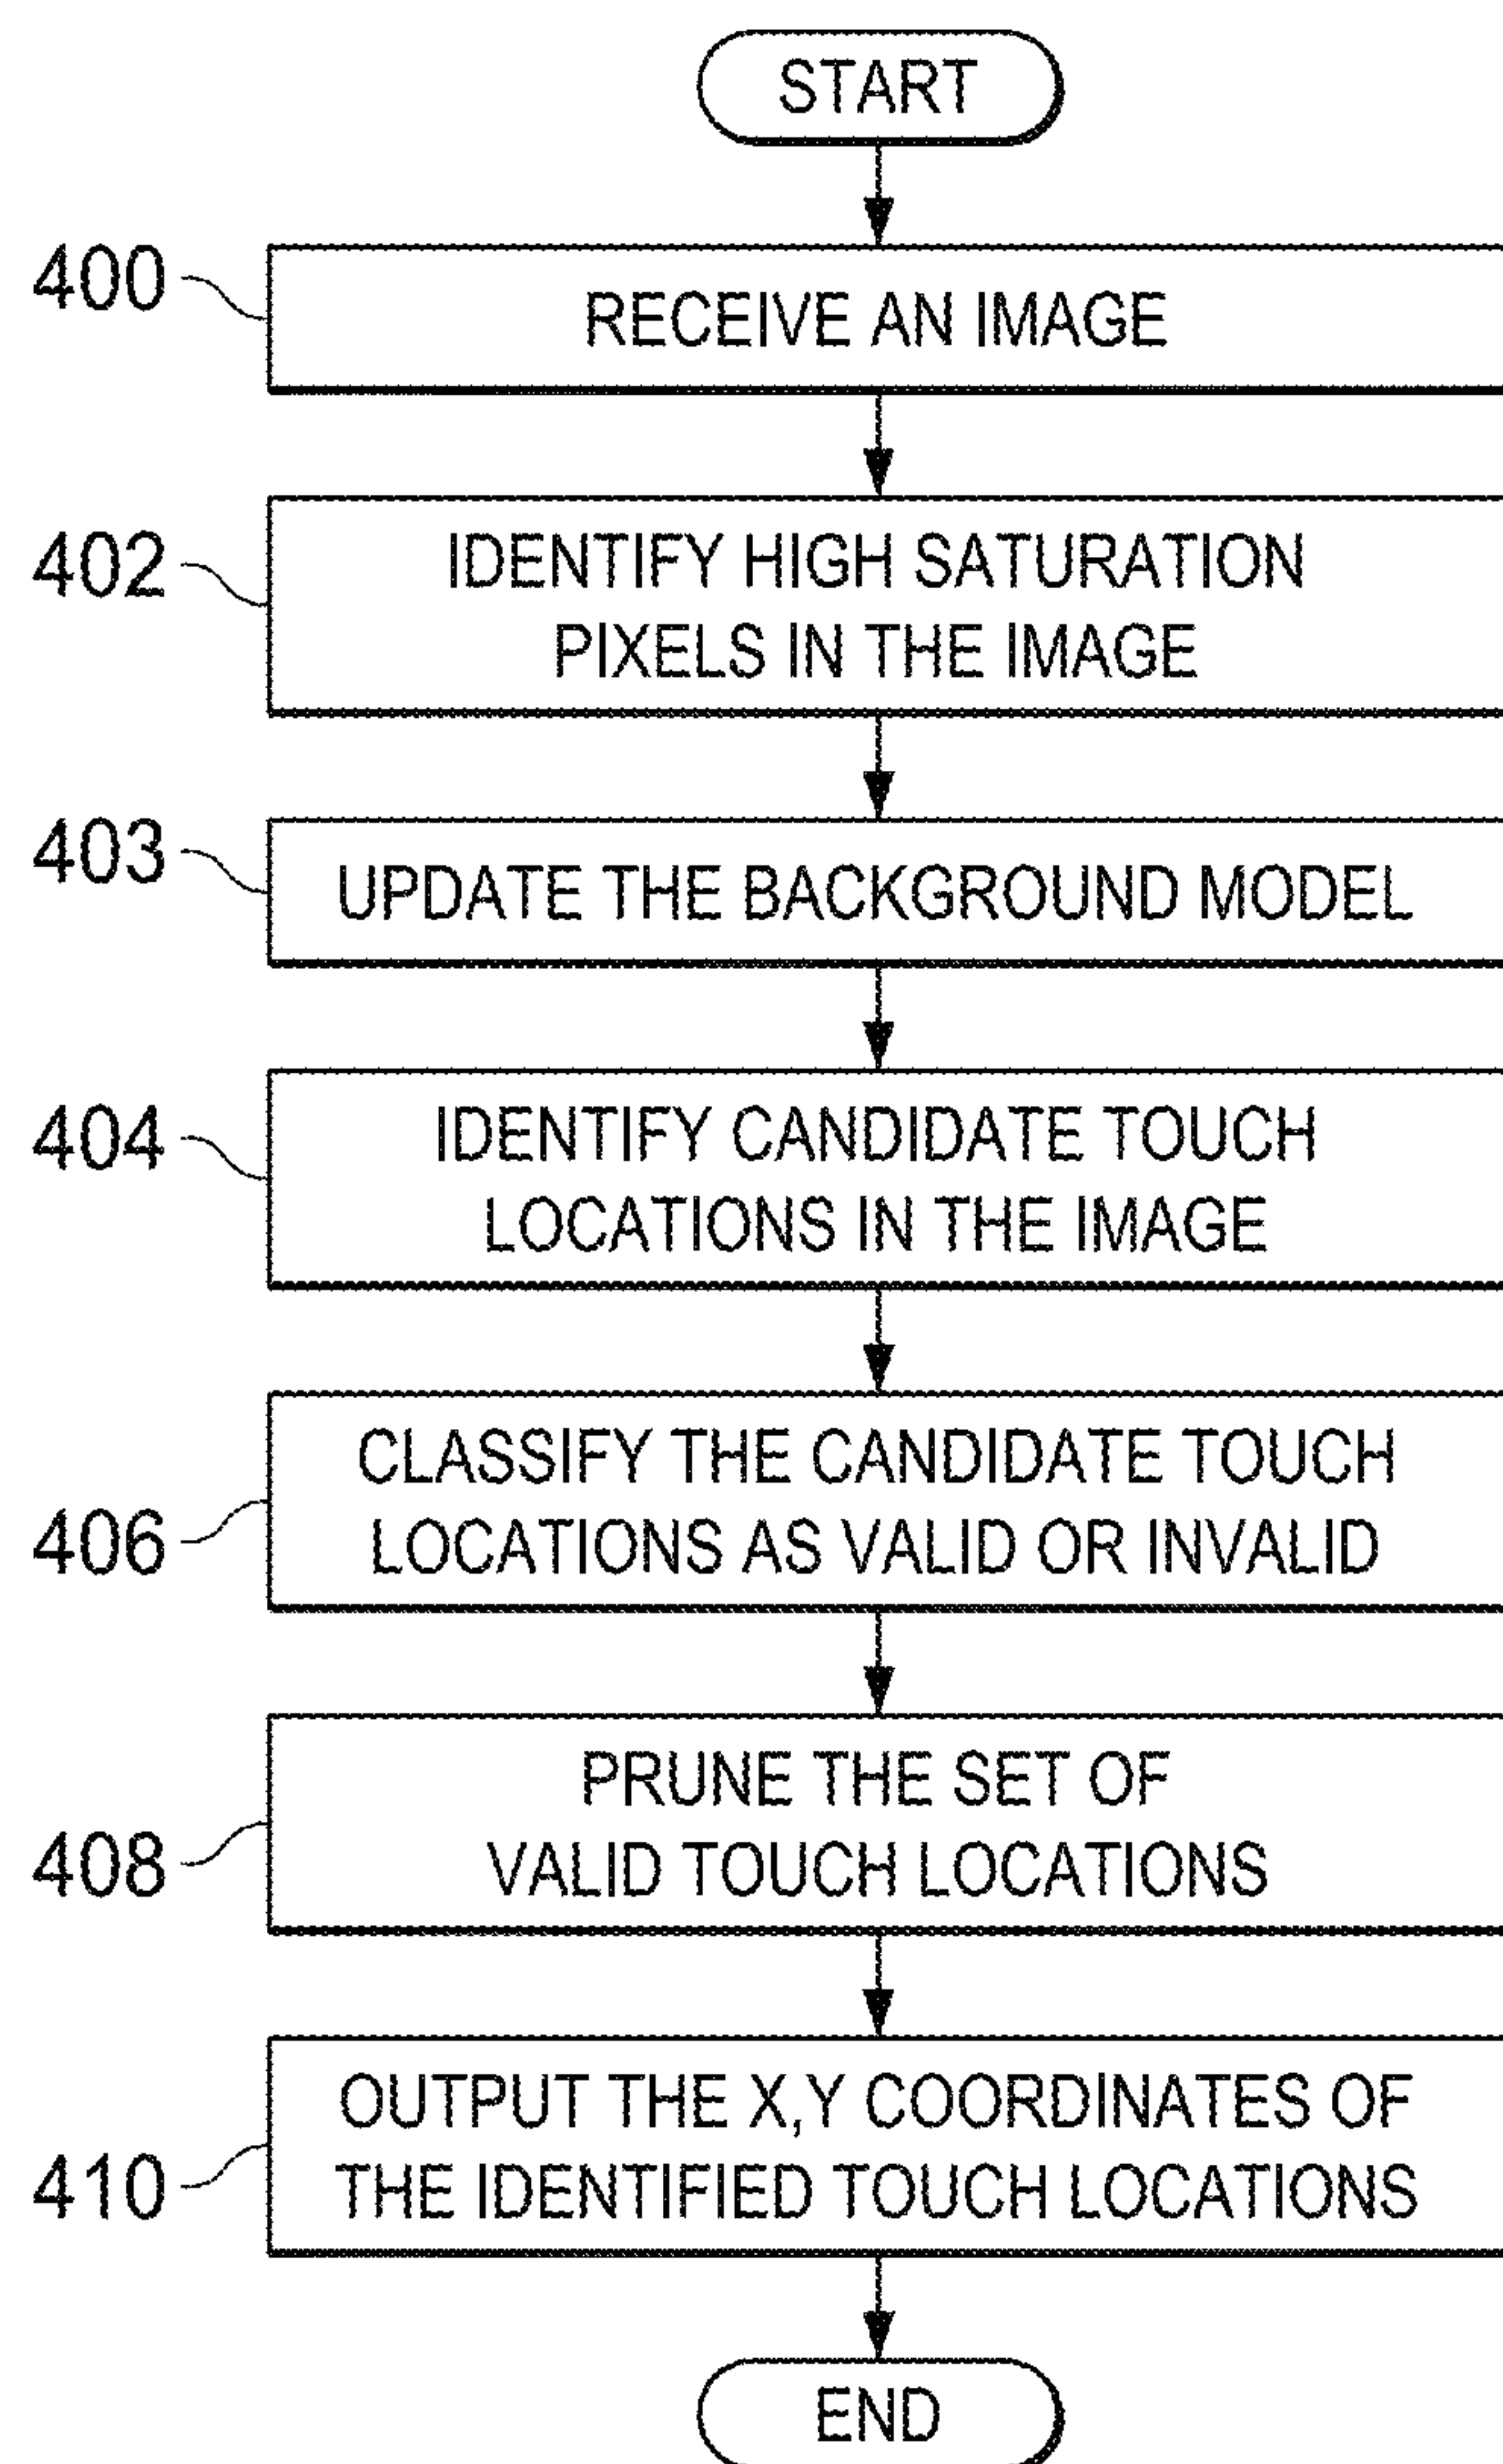 START
400
RECEIVE AN IMAGE
402
IDENTIFY HIGH SATURATION
PIXELS IN THE IMAGE
403
UPDATE THE BACKGROUND MODEL
404
IDENTIFY CANDIDATE TOUCH
LOCATIONS IN THE IMAGE
406
CLASSIFY THE CANDIDATE TOUCH
LOCATIONS AS VALID OR INVALID
408
PRUNE THE SET OF
VALID TOUCH LOCATIONS
410
OUTPUT THE X,Y COORDINATES OF
THE IDENTIFIED TOUCH LOCATIONS
END